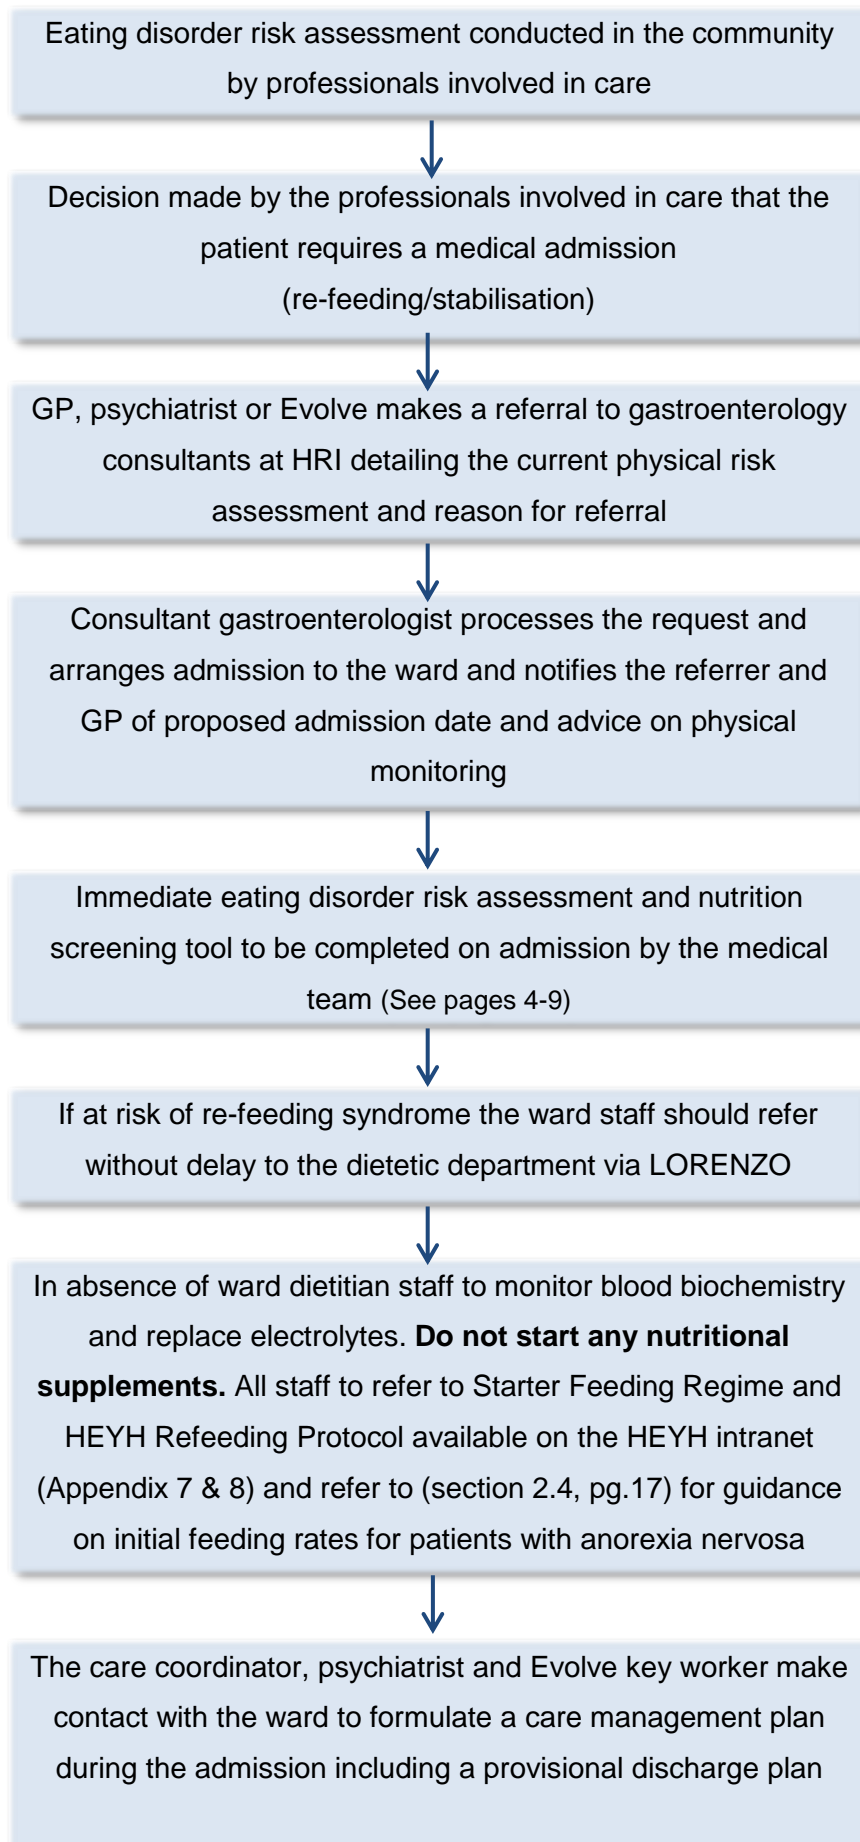 Eating disorder risk assessment conducted in the community
by professionals involved in care
Decision made by the professionals involved in care that the
patient requires a medical admission
(re-feeding/stabilisation)
GP, psychiatrist or Evolve makes a referral to gastroenterology
consultants at HRI detailing the current physical risk
assessment and reason for referral
Consultant gastroenterologist processes the request and
arranges admission to the ward and notifies the referrer and
GP of proposed admission date and advice on physical
monitoring
Immediate eating disorder risk assessment and nutrition
screening tool to be completed on admission by the medical
team (See pages 4-9)
If at risk of re-feeding syndrome the ward staff should refer
without delay to the dietetic department via LORENZO
In absence of ward dietitian staff to monitor blood biochemistry
and replace electrolytes. Do not start any nutritional
supplements. All staff to refer to Starter Feeding Regime and
HEYH Refeeding Protocol available on the HEYH intranet
(Appendix 7 & 8) and refer to (section 2.4, pg.17) for guidance
on initial feeding rates for patients with anorexia nervosa
The care coordinator, psychiatrist and Evolve key worker make
contact with the ward to formulate a care management plan
during the admission including a provisional discharge plan